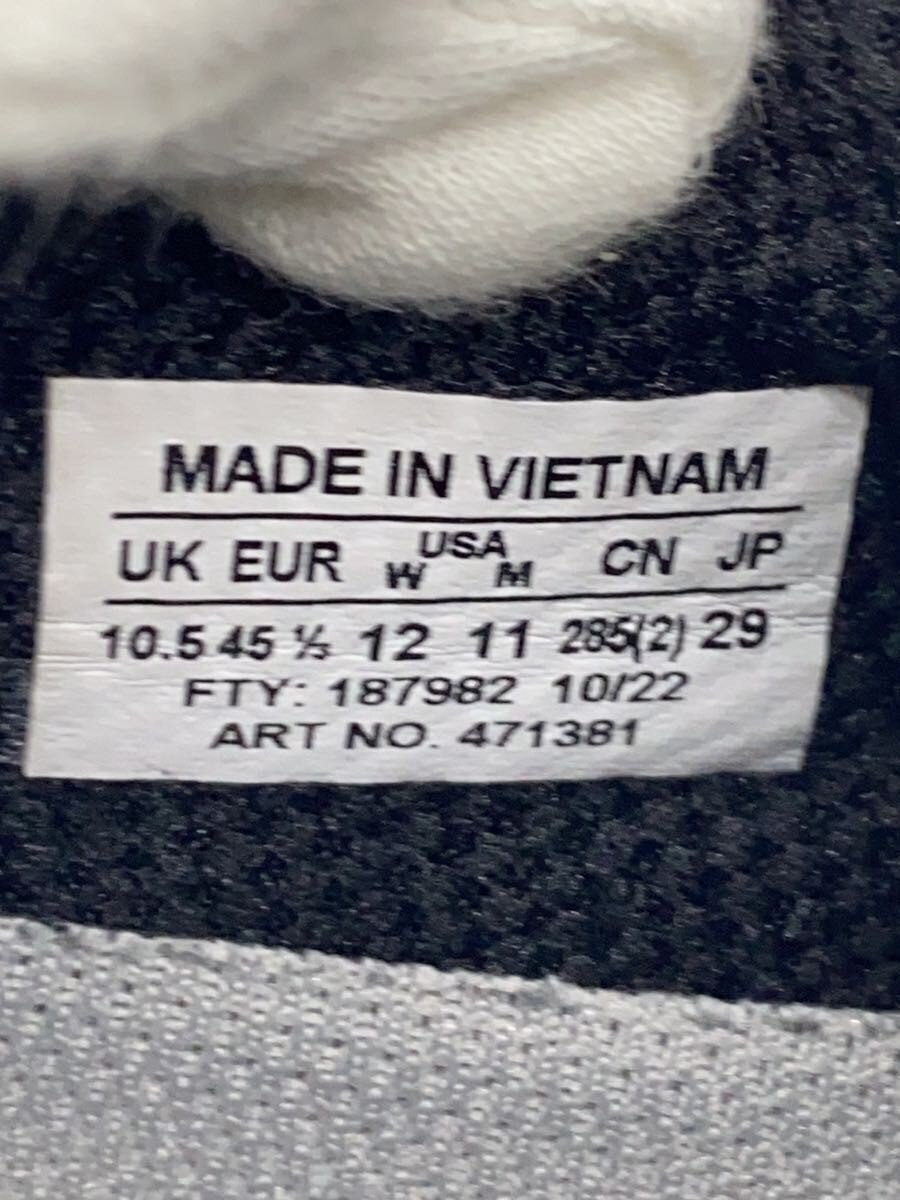 MADE IN VIETNAM
UK EUR USA CN JP
W M
10.5 45 ⅓ 12 11 285(2) 29
FTY: 187982 10/22
ART NO. 471381